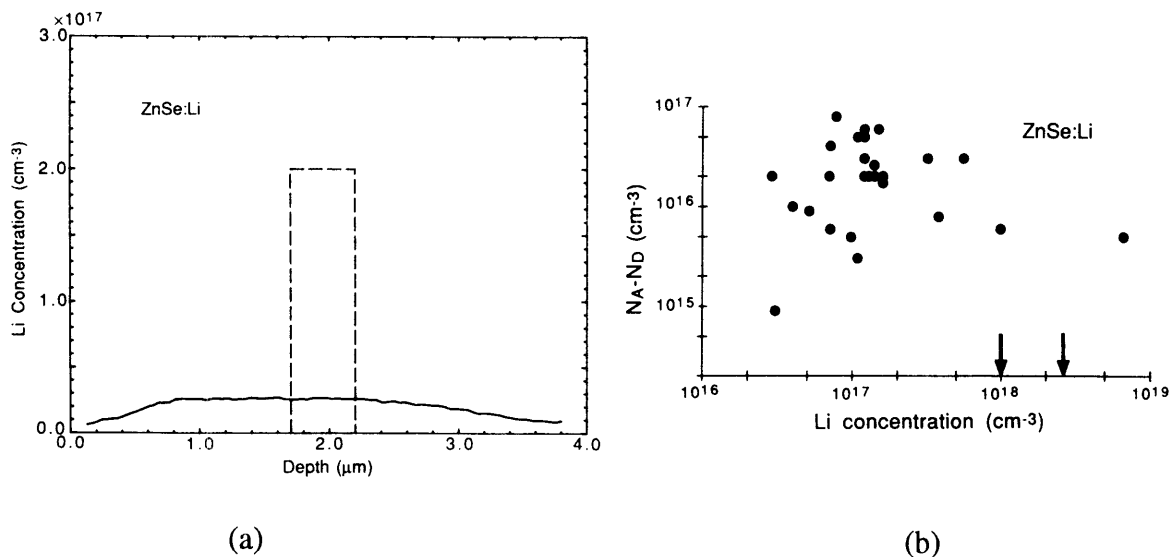 ×10¹⁷
3.0
2.0
1.0
0.0
Li Concentration (cm-3)
ZnSe:Li
0.0 1.0 2.0 3.0 4.0
Depth (μm)
(a)
10¹⁷
10¹⁶
10¹⁵
NA-ND (cm-3)
ZnSe:Li
10¹⁶ 10¹⁷ 10¹⁸ 10¹⁹
Li concentration (cm-3)
(b)